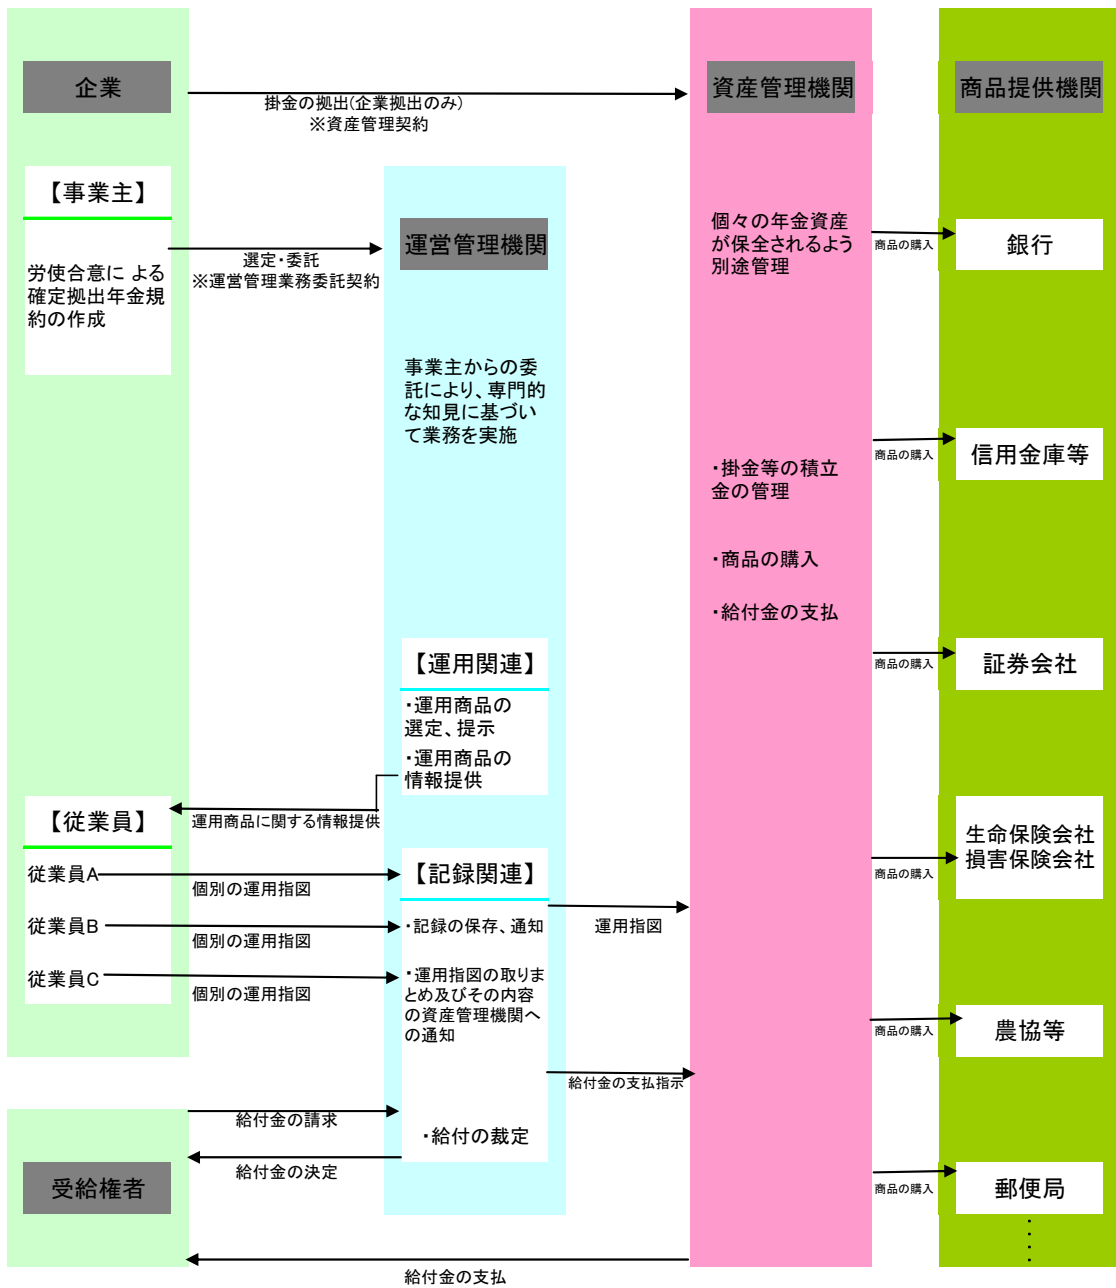 企業
資産管理機関
商品提供機関
掛金の拠出(企業拠出のみ)
※資産管理契約
【事業主】
労使合意に よる
確定拠出年金規
約の作成
選定・委託
※運営管理業務委託契約
運営管理機関
事業主からの委
託により、専門的
な知見に基づい
て業務を実施
個々の年金資産
が保全されるよう
別途管理
・掛金等の積立
金の管理
・商品の購入
・給付金の支払
商品の購入
銀行
商品の購入
信用金庫等
商品の購入
証券会社
商品の購入
生命保険会社
損害保険会社
商品の購入
農協等
商品の購入
郵便局
【運用関連】
・運用商品の
選定、提示
・運用商品の
情報提供
運用商品に関する情報提供
【従業員】
従業員A
個別の運用指図
従業員B
個別の運用指図
従業員C
個別の運用指図
【記録関連】
・記録の保存、通知
・運用指図の取りま
とめ及びその内容
の資産管理機関へ
の通知
・給付の裁定
運用指図
給付金の支払指示
給付金の請求
給付金の決定
受給権者
給付金の支払